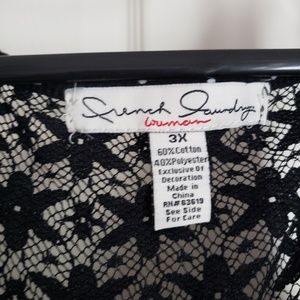 French Laundry
Woman
3X
60%Cotton
40%Polyester
Exclusive Of
Decoration
Made in
China
RN#63619
See Side
For Care